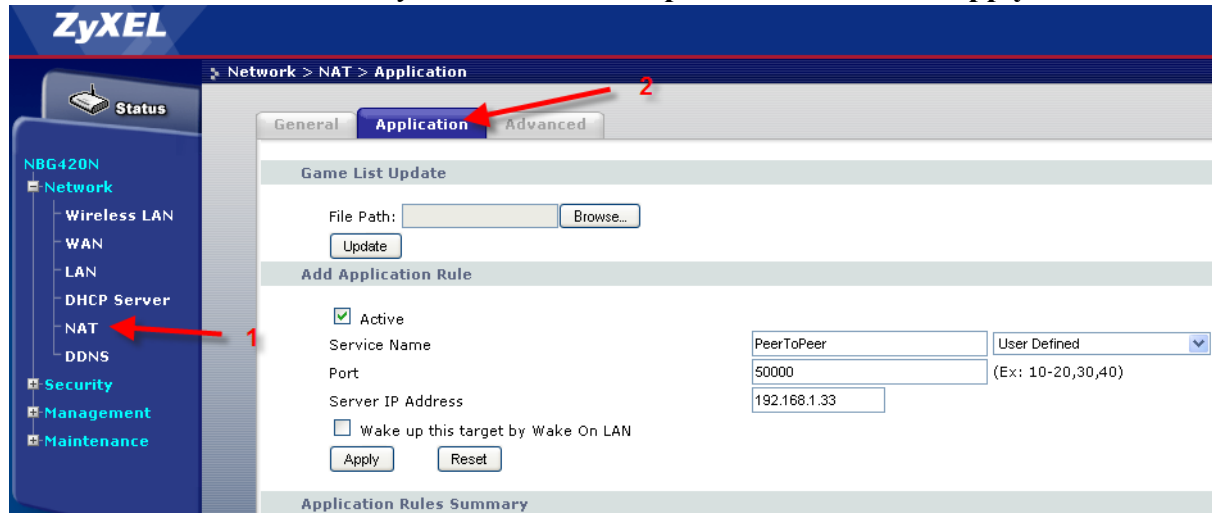 ZyXEL
Network > NAT > Application
2
Status
General Application Advanced
NBG420N
Network
Wireless LAN
WAN
LAN
DHCP Server
NAT
1
DDNS
Security
Management
Maintenance
Game List Update
File Path: Browse...
Update
Add Application Rule
Active
Service Name PeerToPeer User Defined
Port 50000 (Ex: 10-20,30,40)
Server IP Address 192.168.1.33
Wake up this target by Wake On LAN
Apply Reset
Application Rules Summary